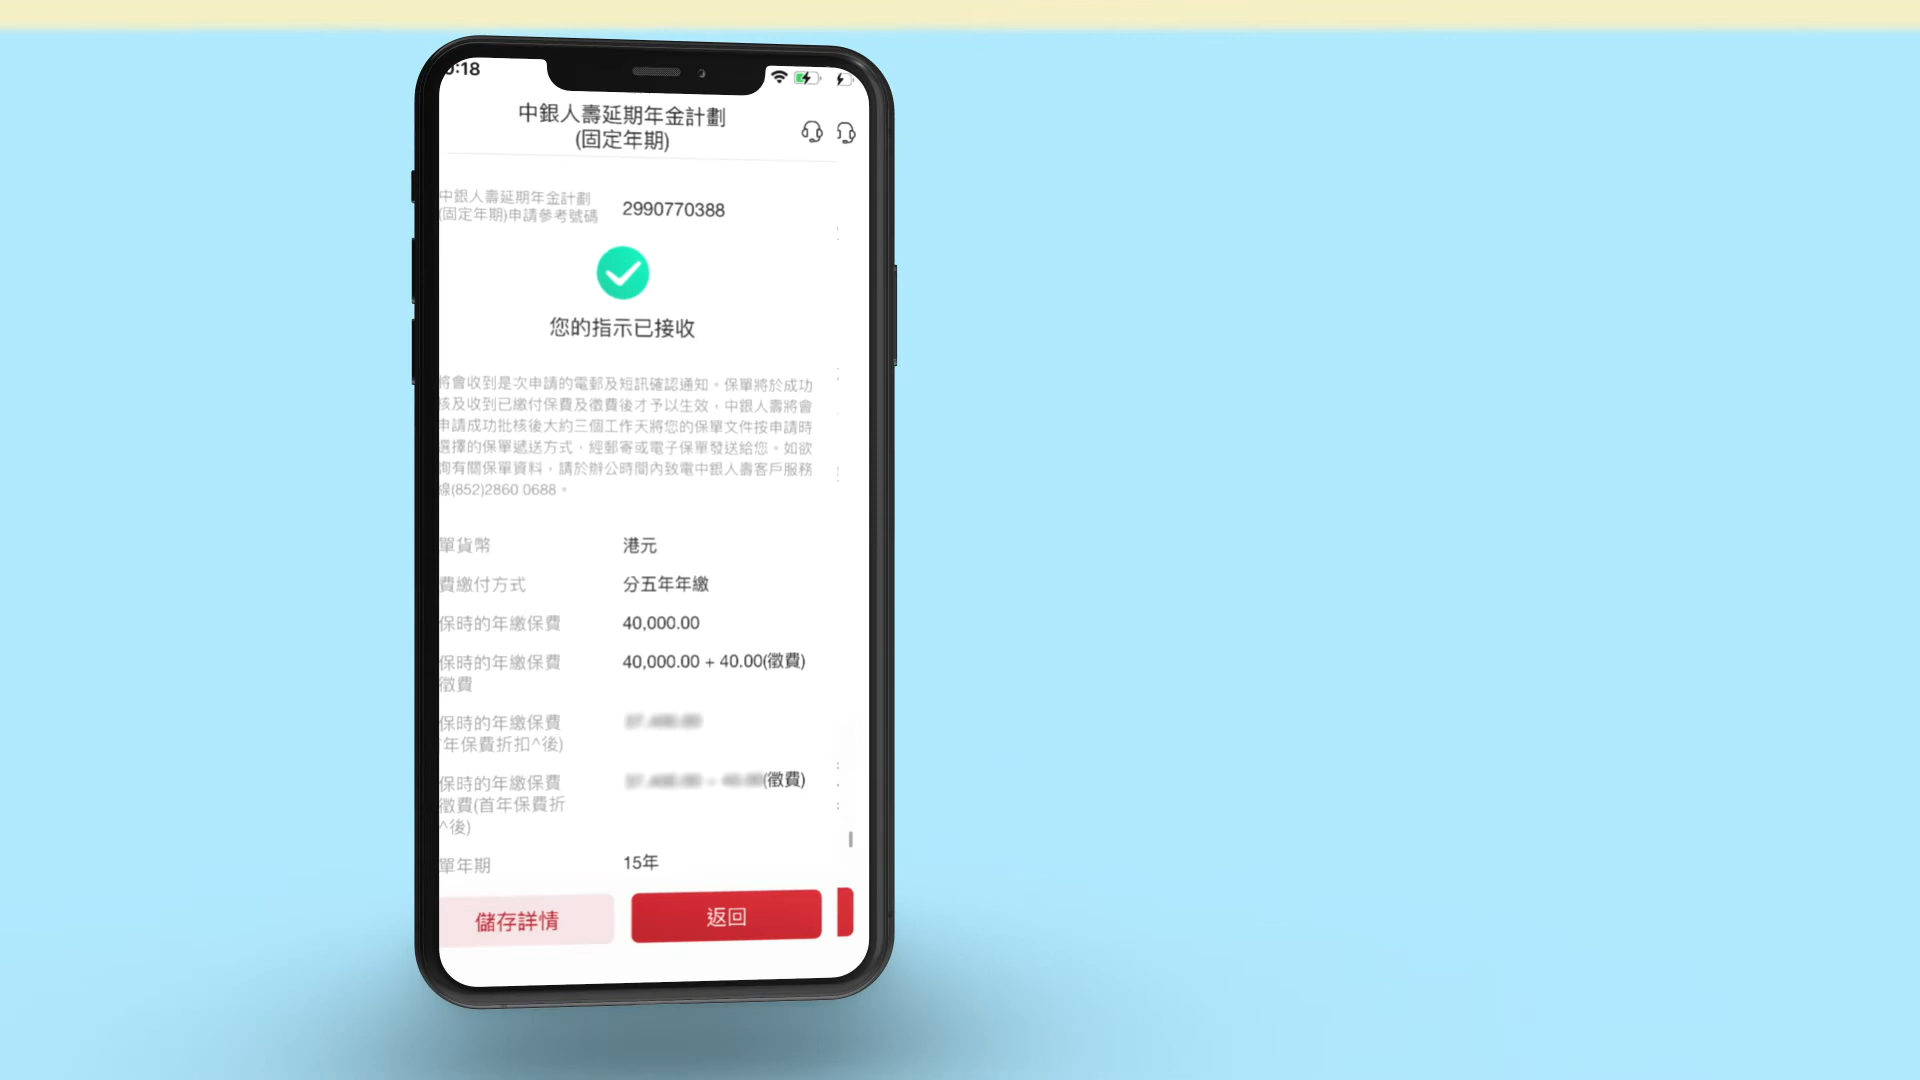 :18
中銀人壽延期年金計劃
(固定年期)
中銀人壽延期年金計劃
(固定年期)申請參考號碼
2990770388
您的指示已接收
將會收到是次申請的電郵及短訊確認通知。保單將於成功
核及收到已繳付保費及徵費後才予以生效，中銀人壽將會
申請成功批核後大約三個工作天將您的保單文件按申請時
選擇的保單遞送方式，經郵寄或電子保單發送給您。如欲
詢有關保單資料，請於辦公時間內致電中銀人壽客戶服務
線(852)2860 0688。
單貨幣 港元
費繳付方式 分五年年繳
保時的年繳保費 40,000.00
保時的年繳保費 40,000.00 + 40.00(徵費)
徵費
保時的年繳保費
年保費折扣^後)
保時的年繳保費 (徵費)
徵費(首年保費折
^後)
單年期 15年
儲存詳情 返回